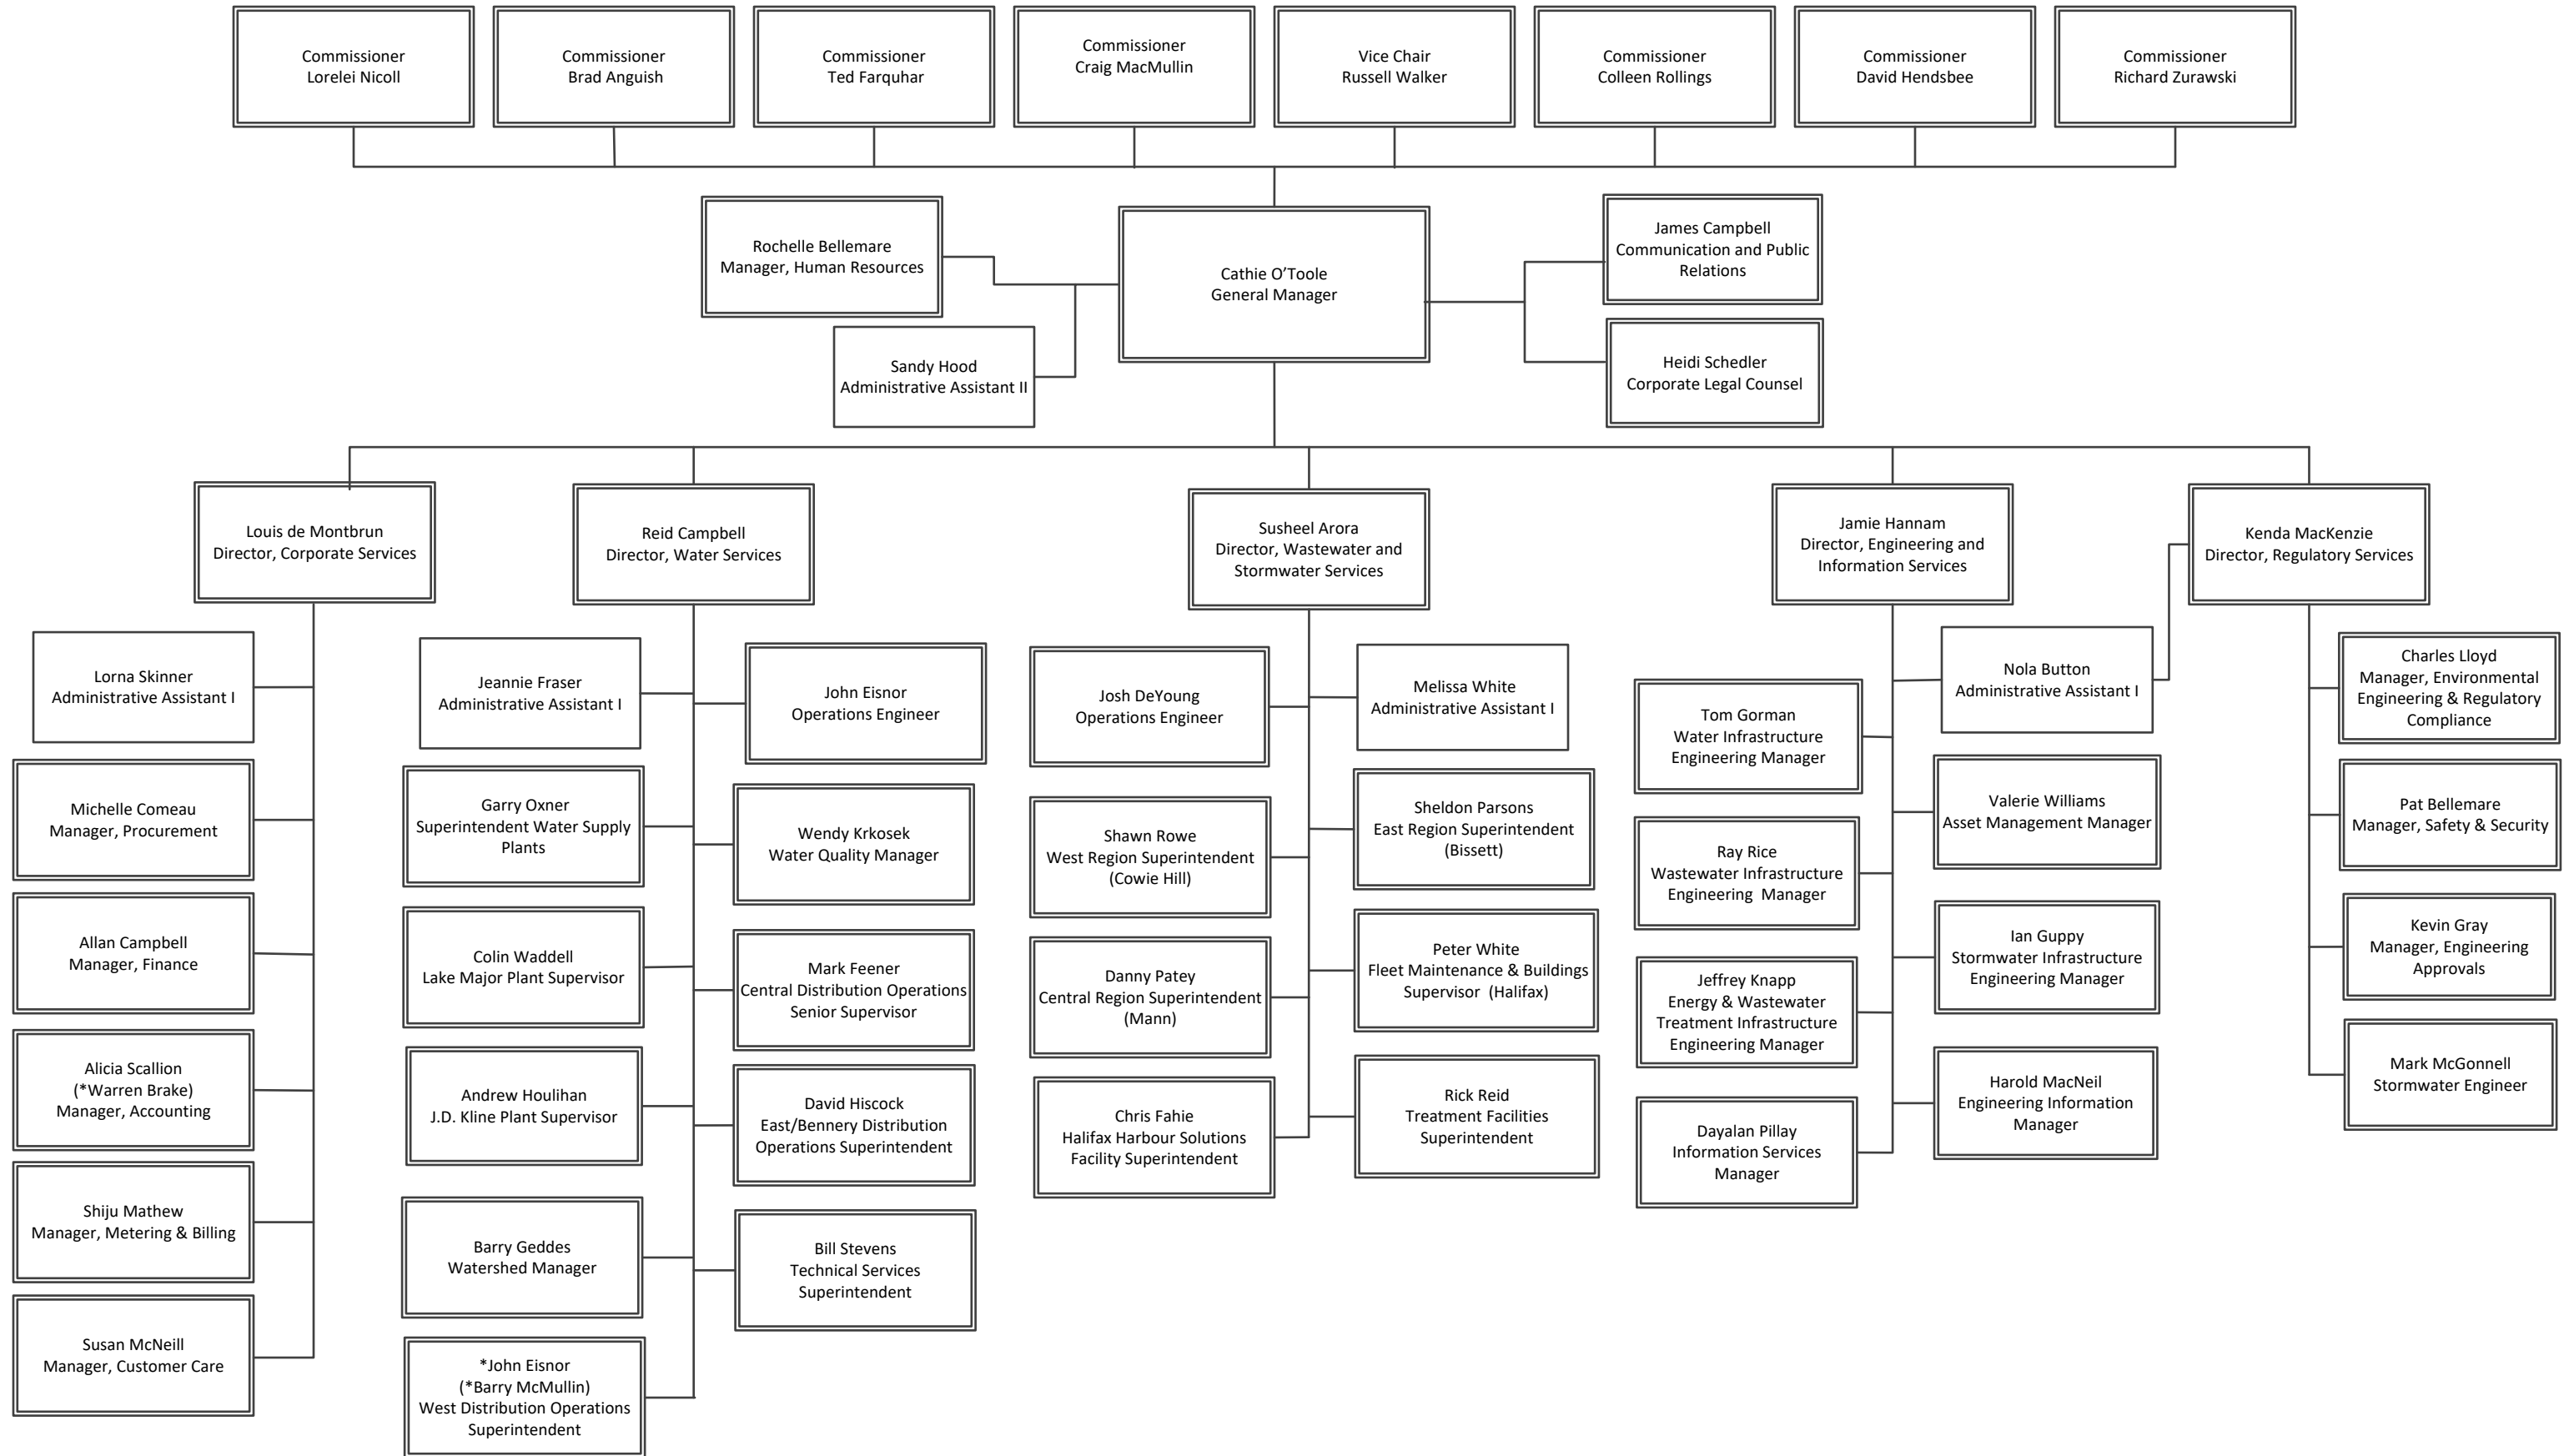 Commissioner
Lorelei Nicoll
Commissioner
Brad Anguish
Commissioner
Ted Farquhar
Commissioner
Craig MacMullin
Vice Chair
Russell Walker
Commissioner
Colleen Rollings
Commissioner
David Hendsbee
Commissioner
Richard Zurawski
Rochelle Bellemare
Manager, Human Resources
Sandy Hood
Administrative Assistant II
Cathie O’Toole
General Manager
James Campbell
Communication and Public
Relations
Heidi Schedler
Corporate Legal Counsel
Louis de Montbrun
Director, Corporate Services
Reid Campbell
Director, Water Services
Susheel Arora
Director, Wastewater and
Stormwater Services
Jamie Hannam
Director, Engineering and
Information Services
Kenda MacKenzie
Director, Regulatory Services
Lorna Skinner
Administrative Assistant I
Michelle Comeau
Manager, Procurement
Allan Campbell
Manager, Finance
Alicia Scallion
(*Warren Brake)
Manager, Accounting
Shiju Mathew
Manager, Metering & Billing
Susan McNeill
Manager, Customer Care
Jeannie Fraser
Administrative Assistant I
John Eisnor
Operations Engineer
Garry Oxner
Superintendent Water Supply
Plants
Wendy Krkosek
Water Quality Manager
Colin Waddell
Lake Major Plant Supervisor
Mark Feener
Central Distribution Operations
Senior Supervisor
Andrew Houlihan
J.D. Kline Plant Supervisor
David Hiscock
East/Bennery Distribution
Operations Superintendent
Barry Geddes
Watershed Manager
Bill Stevens
Technical Services
Superintendent
*John Eisnor
(*Barry McMullin)
West Distribution Operations
Superintendent
Josh DeYoung
Operations Engineer
Melissa White
Administrative Assistant I
Shawn Rowe
West Region Superintendent
(Cowie Hill)
Sheldon Parsons
East Region Superintendent
(Bissett)
Danny Patey
Central Region Superintendent
(Mann)
Peter White
Fleet Maintenance & Buildings
Supervisor (Halifax)
Chris Fahie
Halifax Harbour Solutions
Facility Superintendent
Rick Reid
Treatment Facilities
Superintendent
Nola Button
Administrative Assistant I
Tom Gorman
Water Infrastructure
Engineering Manager
Valerie Williams
Asset Management Manager
Ray Rice
Wastewater Infrastructure
Engineering Manager
Ian Guppy
Stormwater Infrastructure
Engineering Manager
Jeffrey Knapp
Energy & Wastewater
Treatment Infrastructure
Engineering Manager
Harold MacNeil
Engineering Information
Manager
Dayalan Pillay
Information Services
Manager
Charles Lloyd
Manager, Environmental
Engineering & Regulatory
Compliance
Pat Bellemare
Manager, Safety & Security
Kevin Gray
Manager, Engineering
Approvals
Mark McGonnell
Stormwater Engineer